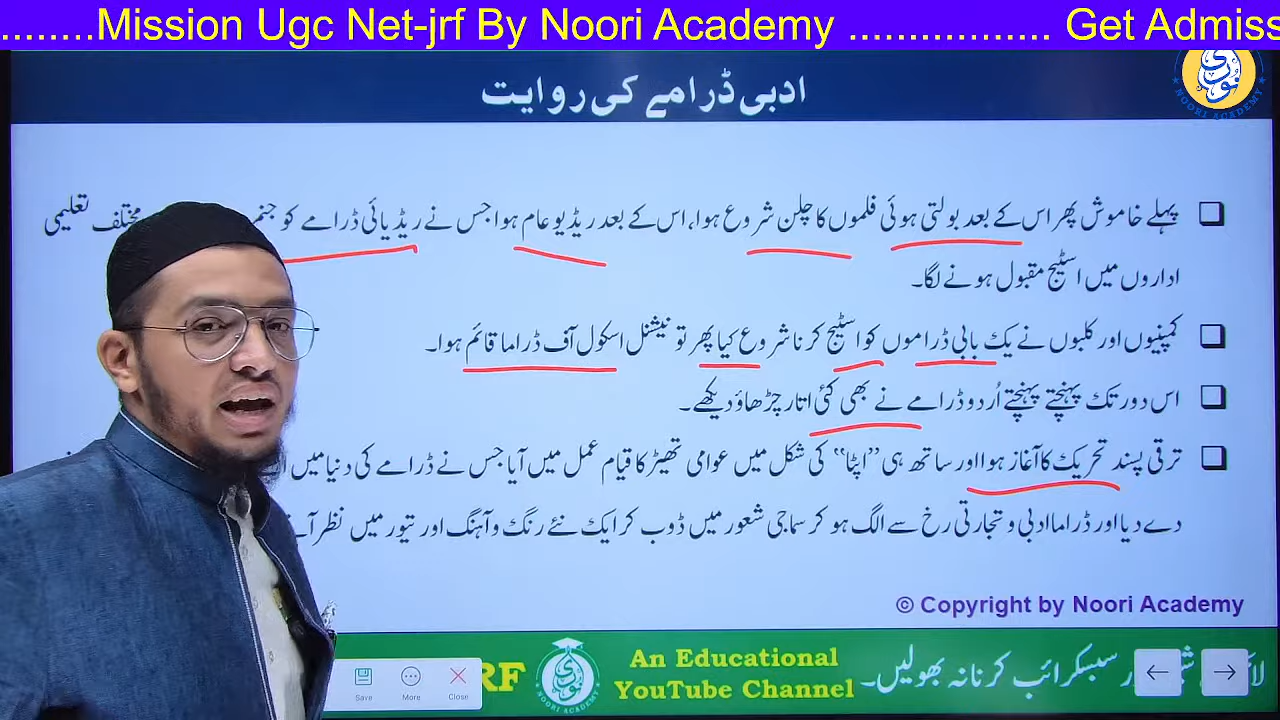 ........Mission Ugc Net-jrf By Noori Academy ................. Get Admiss
ادبی ڈرامے کی روایت
NOORI ACADEMY
پہلے خاموش پھر اس کے بعد بولتی ہوئی فلموں کا چلن شروع ہوا، اس کے بعد ریڈیو عام ہوا جس نے ریڈیائی ڈرامے کو جنم مختلف تعلیمی
اداروں میں اسٹیج مقبول ہونے لگا۔
کمپنیوں اور کلبوں نے یک بابی ڈراموں کو اسٹیج کرنا شروع کیا پھر تو نیشنل اسکول آف ڈراما قائم ہوا۔
اس دور تک پہنچتے پہنچتے اُردو ڈرامے نے بھی کئی اتار چڑھاؤ دیکھے۔
ترقی پسند تحریک کا آغاز ہوا اور ساتھ ہی ”اپٹا“ کی شکل میں عوامی تھیٹر کا قیام عمل میں آیا جس نے ڈرامے کی دنیا میں
دے دیا اور ڈراما ادبی و تجارتی رخ سے الگ ہو کر سماجی شعور میں ڈوب کر ایک نئے رنگ و آہنگ اور تیور میں نظر
© Copyright by Noori Academy
RF
NOORI ACADEMY
An Educational
YouTube Channel
سبسکرائب کرنا نہ بھولیں۔
Save
More
Close